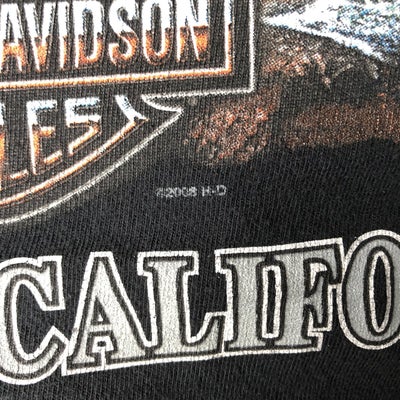 AVIDSON
LES
©2008 H-D
CALIFO